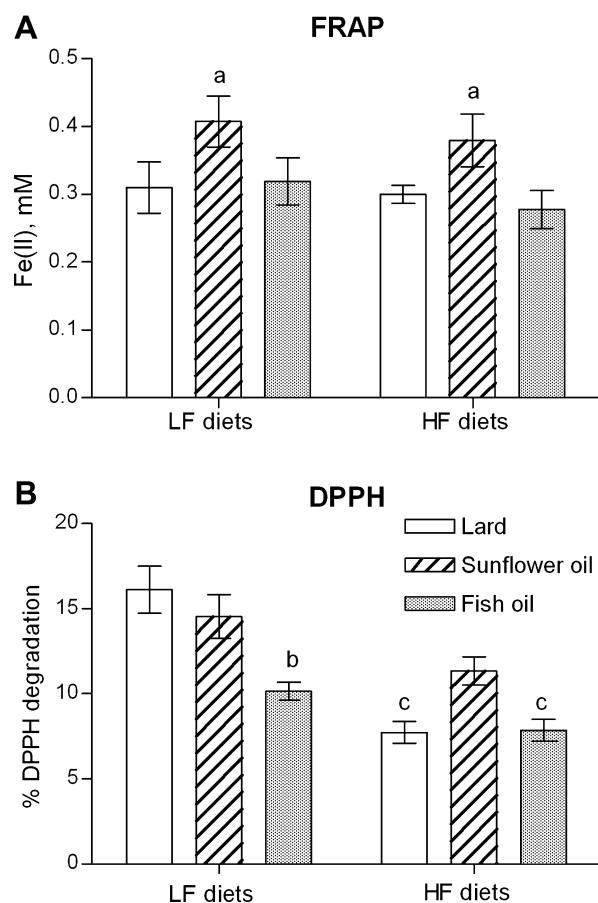 A
FRAP
0.5
0.4
0.3
0.2
0.1
0.0
Fe(II), mM
a
a
LF diets
HF diets
B
DPPH
20
15
10
5
0
% DPPH degradation
Lard
Sunflower oil
Fish oil
b
c
c
LF diets
HF diets